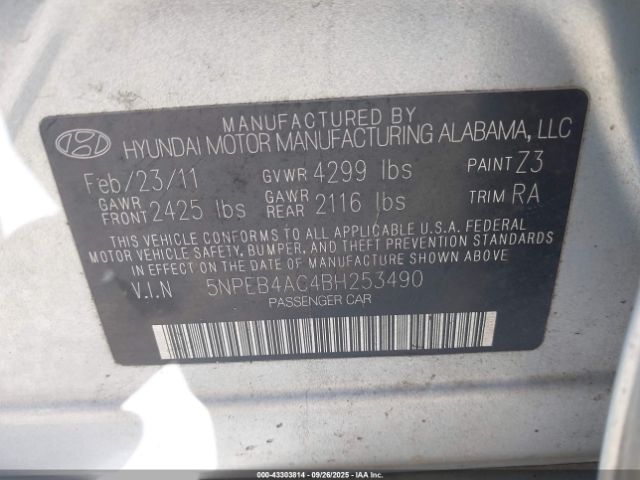 MANUFACTURED BY
HYUNDAI MOTOR MANUFACTURING ALABAMA, LLC
Feb/23/11 GVWR 4299 lbs PAINT Z3
GAWR FRONT 2425 lbs GAWR REAR 2116 lbs TRIM RA
THIS VEHICLE CONFORMS TO ALL APPLICABLE U.S.A. FEDERAL
MOTOR VEHICLE SAFETY, BUMPER, AND THEFT PREVENTION STANDARDS
IN EFFECT ON THE DATE OF MANUFACTURE SHOWN ABOVE
V.I.N 5NPEB4AC4BH253490
PASSENGER CAR
000-43303814 - 09/26/2025 - IAA Inc.